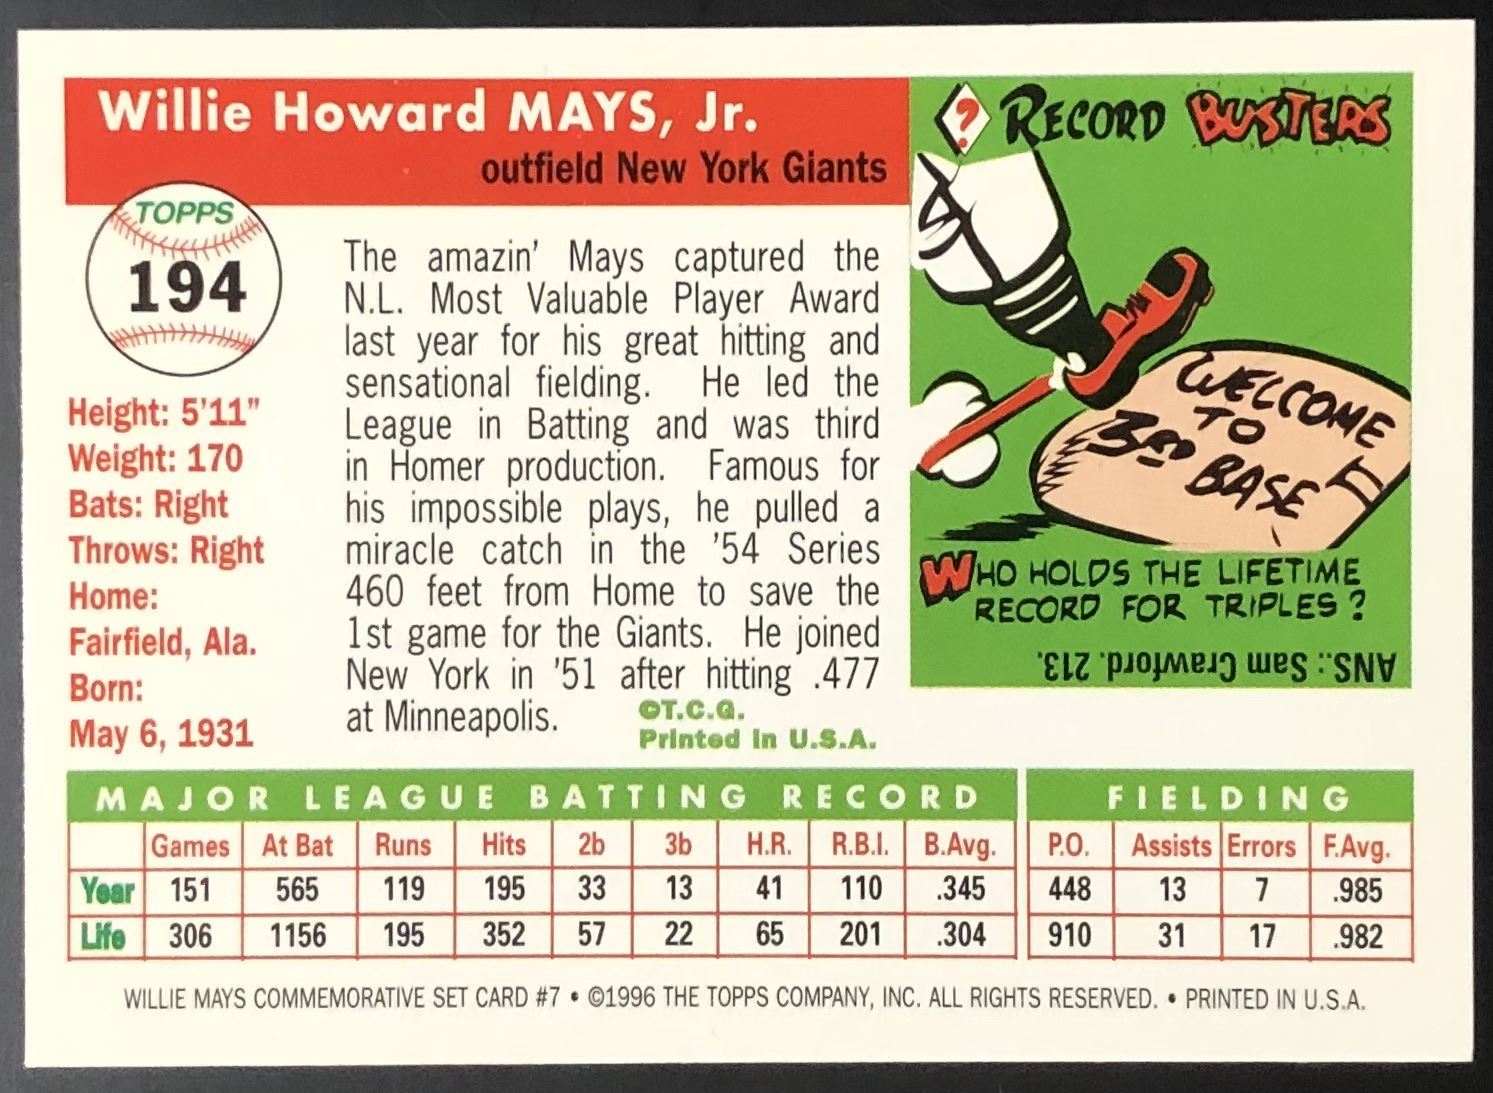 Willie Howard MAYS, Jr.
outfield New York Giants
TOPPS
194
Height: 5'11"
Weight: 170
Bats: Right
Throws: Right
Home:
Fairfield, Ala.
Born:
May 6, 1931
The amazin' Mays captured the
N.L. Most Valuable Player Award
last year for his great hitting and
sensational fielding. He led the
League in Batting and was third
in Homer production. Famous for
his impossible plays, he pulled a
miracle catch in the '54 Series
460 feet from Home to save the
1st game for the Giants. He joined
New York in '51 after hitting .477
at Minneapolis.
©T.C.G.
Printed in U.S.A.
? RECORD BUSTERS
WELCOME
TO
3RD BASE
WHO HOLDS THE LIFETIME
RECORD FOR TRIPLES?
ANS.: Sam Crawford. 213.
MAJOR LEAGUE BATTING RECORD FIELDING
Games At Bat Runs Hits 2b 3b H.R. R.B.I. B.Avg. P.O. Assists Errors F.Avg.
Year 151 565 119 195 33 13 41 110 .345 448 13 7 .985
Life 306 1156 195 352 57 22 65 201 .304 910 31 17 .982
WILLIE MAYS COMMEMORATIVE SET CARD #7 • ©1996 THE TOPPS COMPANY, INC. ALL RIGHTS RESERVED. • PRINTED IN U.S.A.